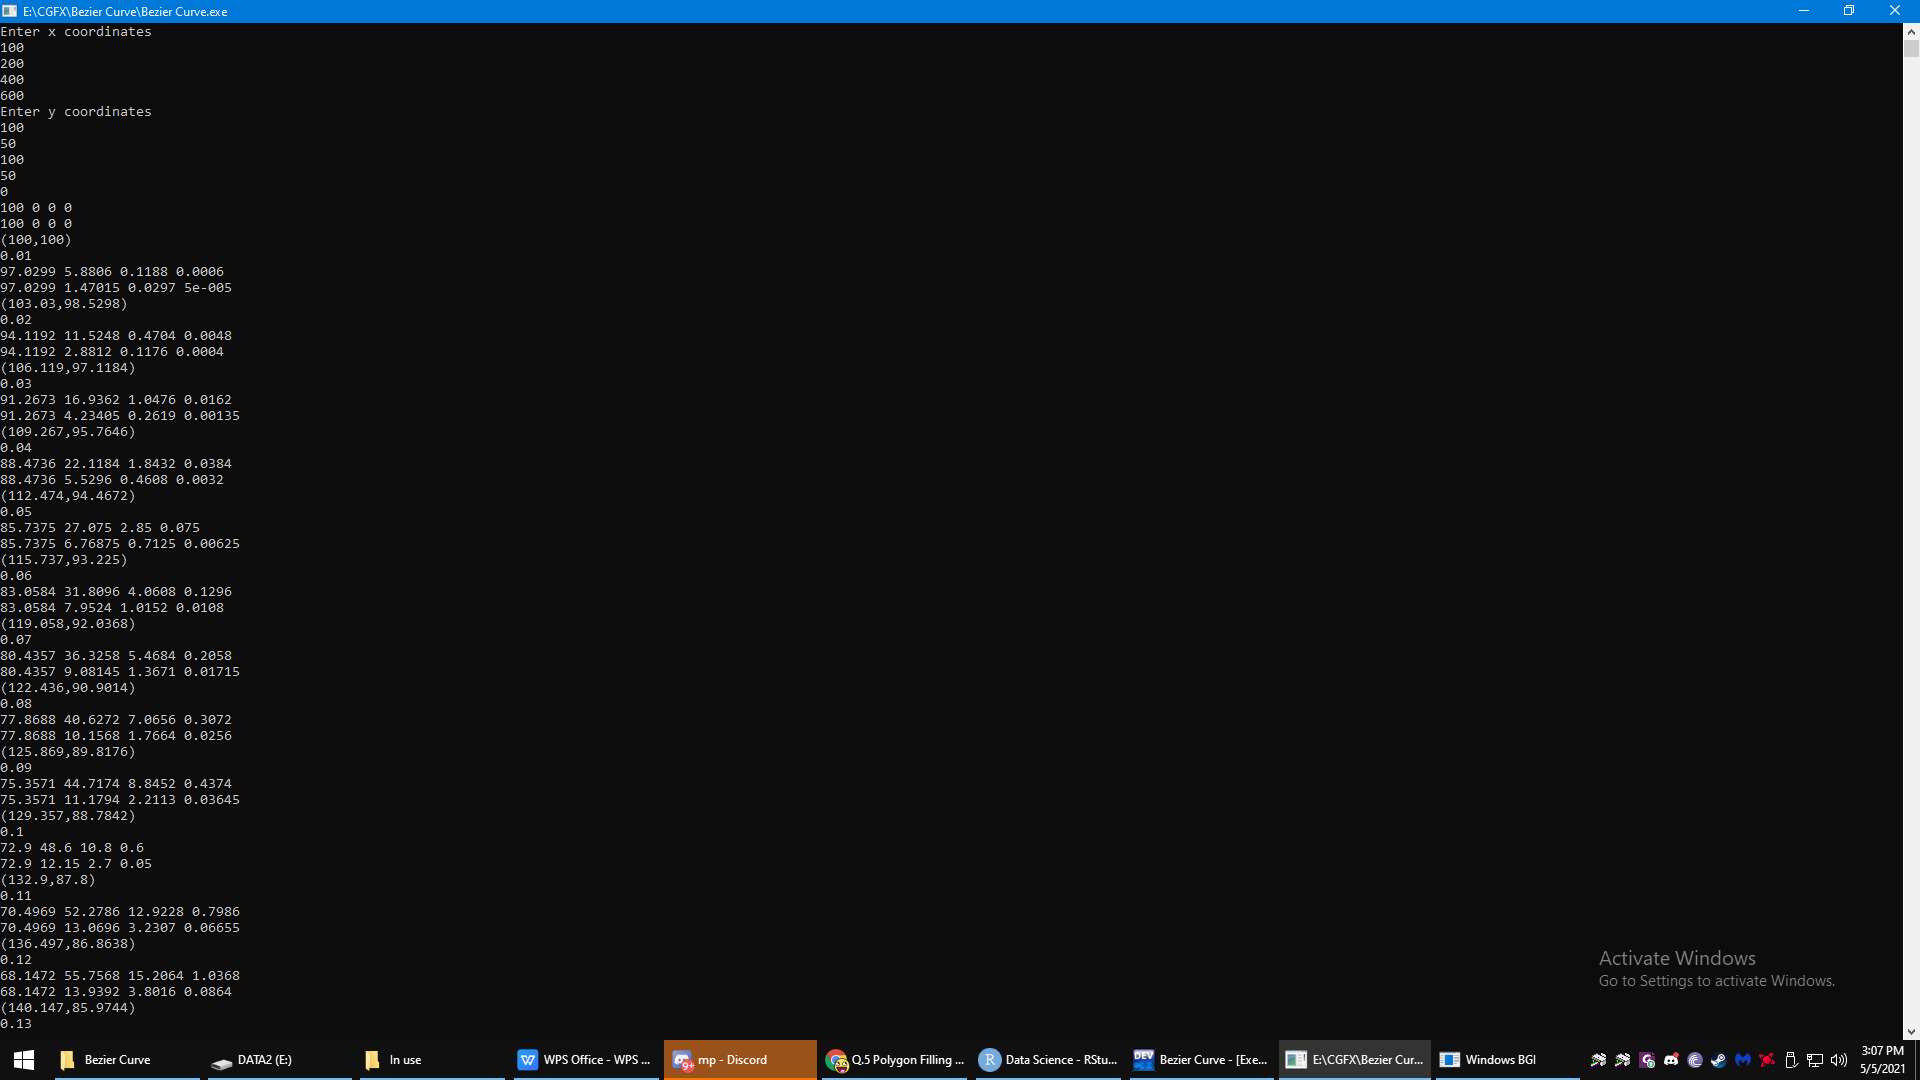 E:\CGFX\Bezier Curve\Bezier Curve.exe
Enter x coordinates
100
200
400
600
Enter y coordinates
100
50
100
50
0
100 0 0 0
100 0 0 0
(100,100)
0.01
97.0299 5.8806 0.1188 0.0006
97.0299 1.47015 0.0297 5e-005
(103.03,98.5298)
0.02
94.1192 11.5248 0.4704 0.0048
94.1192 2.8812 0.1176 0.0004
(106.119,97.1184)
0.03
91.2673 16.9362 1.0476 0.0162
91.2673 4.23405 0.2619 0.00135
(109.267,95.7646)
0.04
88.4736 22.1184 1.8432 0.0384
88.4736 5.5296 0.4608 0.0032
(112.474,94.4672)
0.05
85.7375 27.075 2.85 0.075
85.7375 6.76875 0.7125 0.00625
(115.737,93.225)
0.06
83.0584 31.8096 4.0608 0.1296
83.0584 7.9524 1.0152 0.0108
(119.058,92.0368)
0.07
80.4357 36.3258 5.4684 0.2058
80.4357 9.08145 1.3671 0.01715
(122.436,90.9014)
0.08
77.8688 40.6272 7.0656 0.3072
77.8688 10.1568 1.7664 0.0256
(125.869,89.8176)
0.09
75.3571 44.7174 8.8452 0.4374
75.3571 11.1794 2.2113 0.03645
(129.357,88.7842)
0.1
72.9 48.6 10.8 0.6
72.9 12.15 2.7 0.05
(132.9,87.8)
0.11
70.4969 52.2786 12.9228 0.7986
70.4969 13.0696 3.2307 0.06655
(136.497,86.8638)
0.12
68.1472 55.7568 15.2064 1.0368
68.1472 13.9392 3.8016 0.0864
(140.147,85.9744)
0.13
Activate Windows
Go to Settings to activate Windows.
Bezier Curve DATA2 (E:) In use WPS Office - WPS ... 9+ mp - Discord Q.5 Polygon Filling ... R Data Science - RStu... DEV Bezier Curve - [Exe... E:\CGFX\Bezier Cur... Windows BGI 3:07 PM
5/5/2021